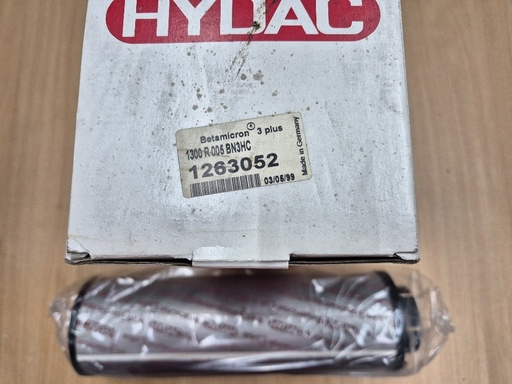 HYDAC
Betamicron® 3 plus
1300 R 005 BN3HC
1263052
03/05/99
Made in Germany